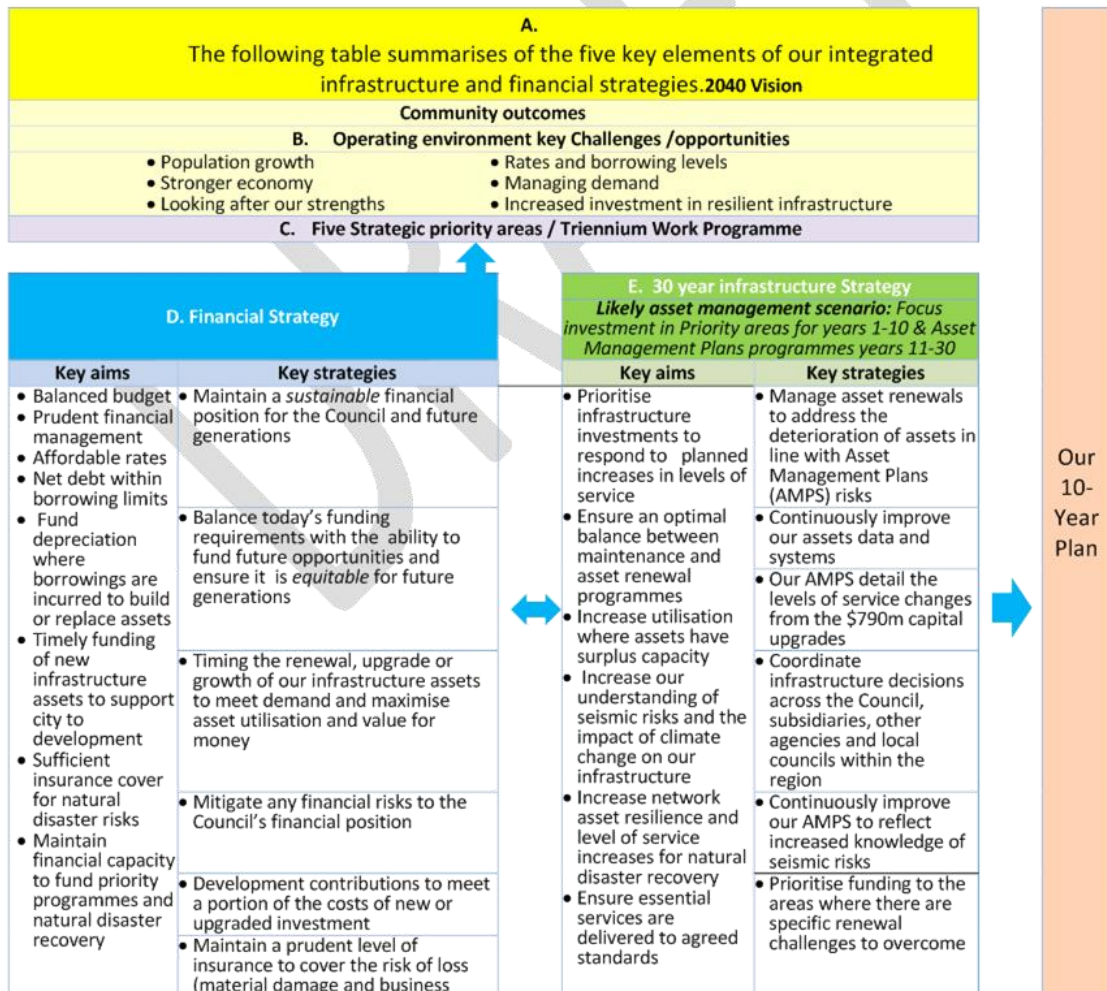 A.
The following table summarises of the five key elements of our integrated
infrastructure and financial strategies.2040 Vision
Community outcomes
B. Operating environment key Challenges /opportunities
• Population growth
• Stronger economy
• Looking after our strengths
• Rates and borrowing levels
• Managing demand
• Increased investment in resilient infrastructure
C. Five Strategic priority areas / Triennium Work Programme
D. Financial Strategy
Key aims
• Balanced budget
• Prudent financial
management
• Affordable rates
• Net debt within
borrowing limits
• Fund
depreciation
where
borrowings are
incurred to build
or replace assets
• Timely funding
of new
infrastructure
assets to support
city to
development
• Sufficient
insurance cover
for natural
disaster risks
• Maintain
financial capacity
to fund priority
programmes and
natural disaster
recovery
Key strategies
• Maintain a sustainable financial
position for the Council and future
generations
• Balance today's funding
requirements with the ability to
fund future opportunities and
ensure it is equitable for future
generations
• Timing the renewal, upgrade or
growth of our infrastructure assets
to meet demand and maximise
asset utilisation and value for
money
• Mitigate any financial risks to the
Council's financial position
• Development contributions to meet
a portion of the costs of new or
upgraded investment
• Maintain a prudent level of
insurance to cover the risk of loss
(material damage and business
E. 30 year infrastructure Strategy
Likely asset management scenario: Focus
investment in Priority areas for years 1-10 & Asset
Management Plans programmes years 11-30
Key aims
• Prioritise
infrastructure
investments to
respond to planned
increases in levels of
service
• Ensure an optimal
balance between
maintenance and
asset renewal
programmes
• Increase utilisation
where assets have
surplus capacity
• Increase our
understanding of
seismic risks and the
impact of climate
change on our
infrastructure
• Increase network
asset resilience and
level of service
increases for natural
disaster recovery
• Ensure essential
services are
delivered to agreed
standards
Key strategies
• Manage asset renewals
to address the
deterioration of assets in
line with Asset
Management Plans
(AMPS) risks
• Continuously improve
our assets data and
systems
• Our AMPS detail the
levels of service changes
from the $790m capital
upgrades
• Coordinate
infrastructure decisions
across the Council,
subsidiaries, other
agencies and local
councils within the
region
• Continuously improve
our AMPS to reflect
increased knowledge of
seismic risks
• Prioritise funding to the
areas where there are
specific renewal
challenges to overcome
Our
10-
Year
Plan